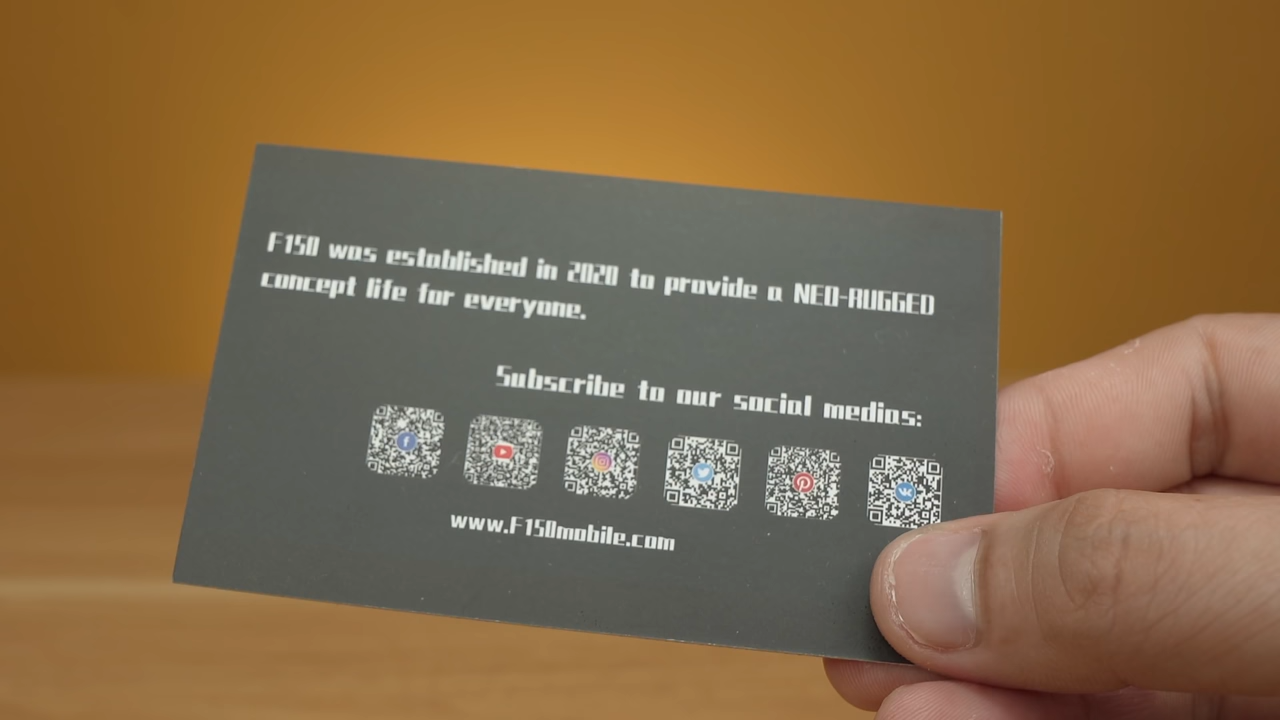 F150 was established in 2020 to provide a NEO-RUGGED
concept life for everyone.
Subscribe to our social medias:
www.F150mobile.com